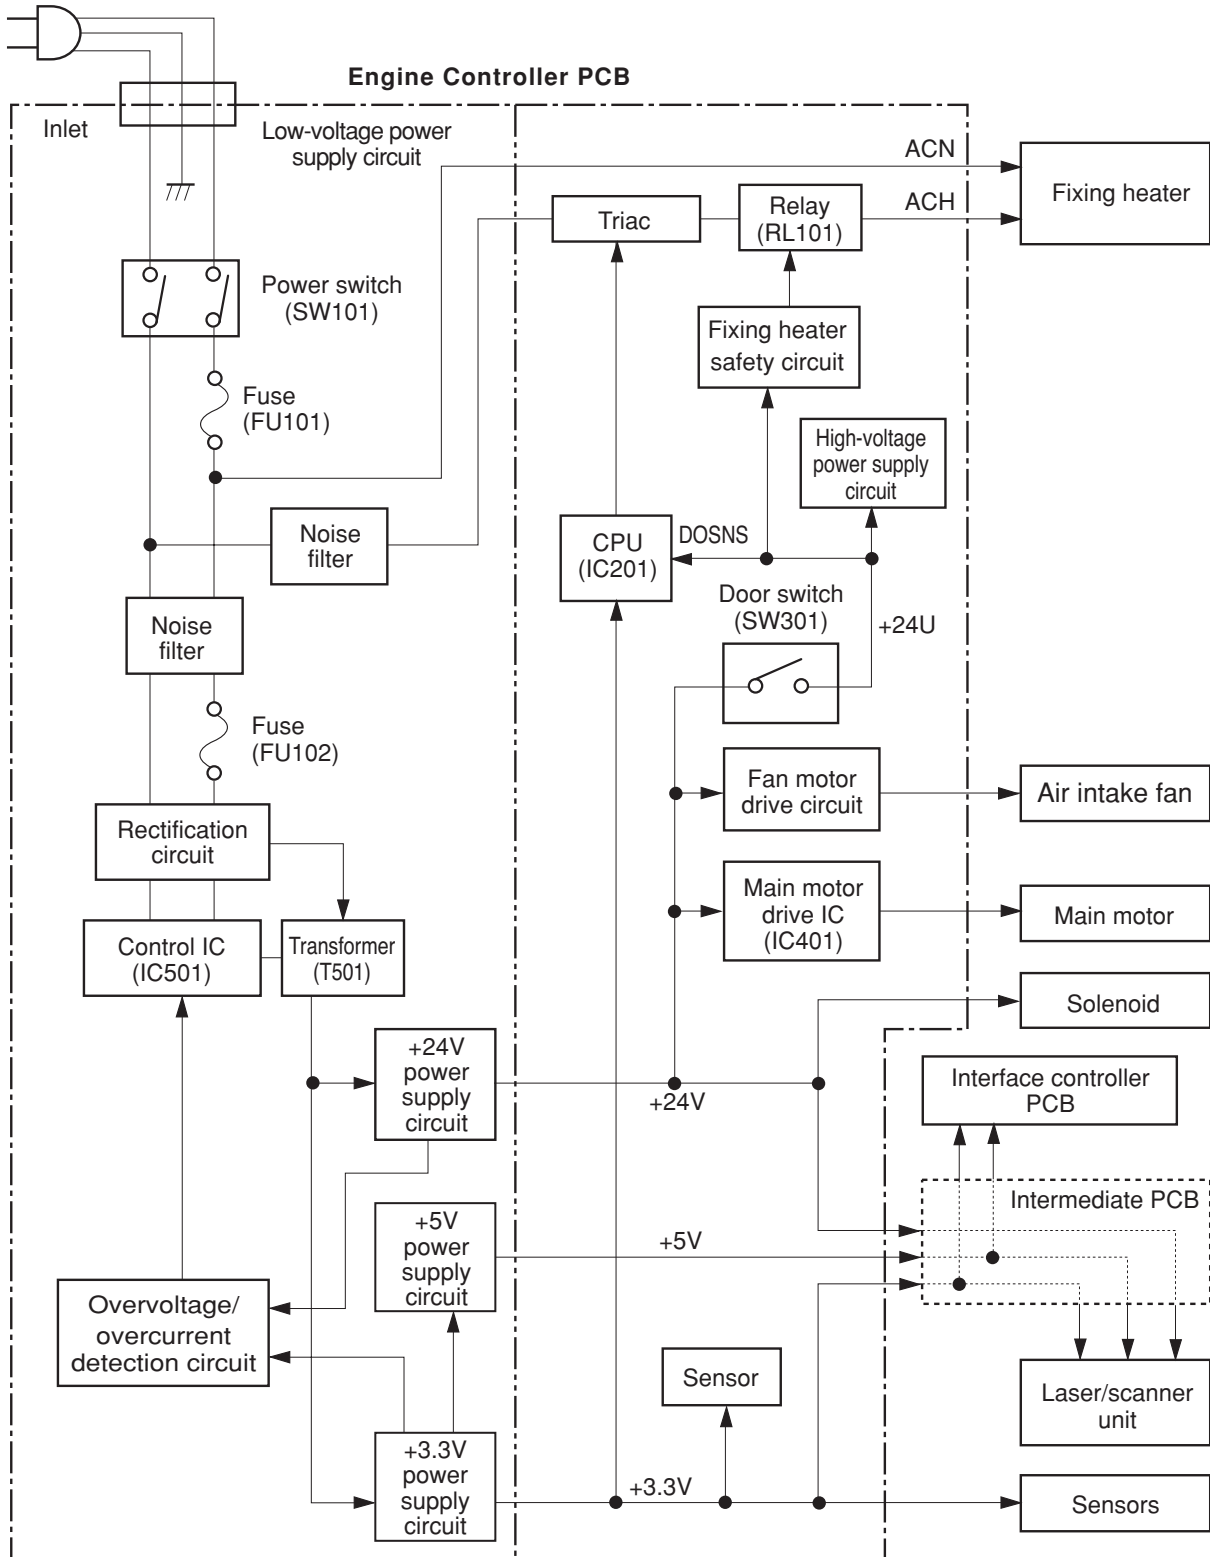 Engine Controller PCB
Inlet
Low-voltage power
supply circuit
ACN
ACH
Fixing heater
Triac
Relay
(RL101)
Power switch
(SW101)
Fixing heater
safety circuit
Fuse
(FU101)
High-voltage
power supply
circuit
Noise
filter
CPU
(IC201)
DOSNS
Door switch
(SW301)
+24U
Noise
filter
Fuse
(FU102)
Fan motor
drive circuit
Air intake fan
Rectification
circuit
Main motor
drive IC
(IC401)
Main motor
Control IC
(IC501)
Transformer
(T501)
Solenoid
+24V
power
supply
circuit
+24V
Interface controller
PCB
Intermediate PCB
+5V
power
supply
circuit
+5V
Overvoltage/
overcurrent
detection circuit
Sensor
Laser/scanner
unit
+3.3V
power
supply
circuit
+3.3V
Sensors